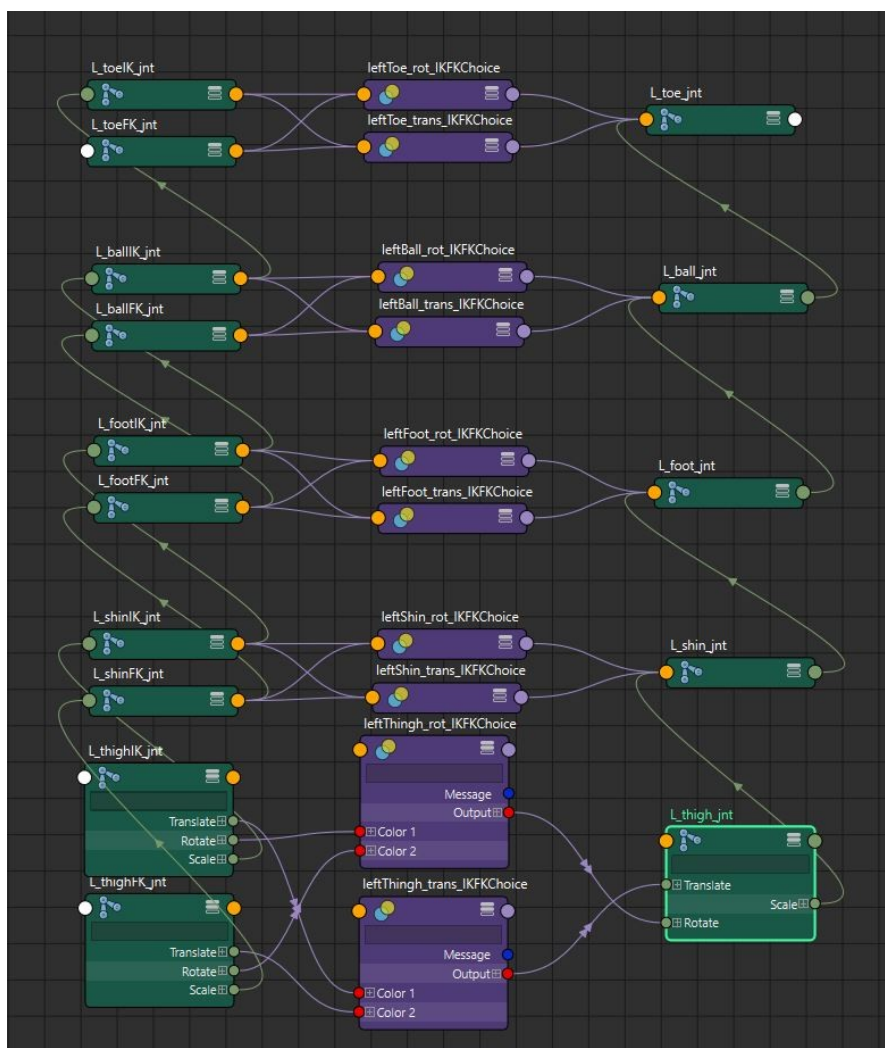 L_toeIK_jnt
leftToe_rot_IKFKChoice
L_toe_jnt
L_toeFK_jnt
leftToe_trans_IKFKChoice
L_ballIK_jnt
leftBall_rot_IKFKChoice
L_ball_jnt
L_ballFK_jnt
leftBall_trans_IKFKChoice
L_footIK_jnt
leftFoot_rot_IKFKChoice
L_foot_jnt
L_footFK_jnt
leftFoot_trans_IKFKChoice
L_shinIK_jnt
leftShin_rot_IKFKChoice
L_shin_jnt
L_shinFK_jnt
leftShin_trans_IKFKChoice
leftThingh_rot_IKFKChoice
Message
Output
Color 1
Color 2
L_thighIK_jnt
Translate
Rotate
Scale
L_thigh_jnt
Translate
Scale
Rotate
L_thighFK_jnt
Translate
Rotate
Scale
leftThingh_trans_IKFKChoice
Message
Output
Color 1
Color 2